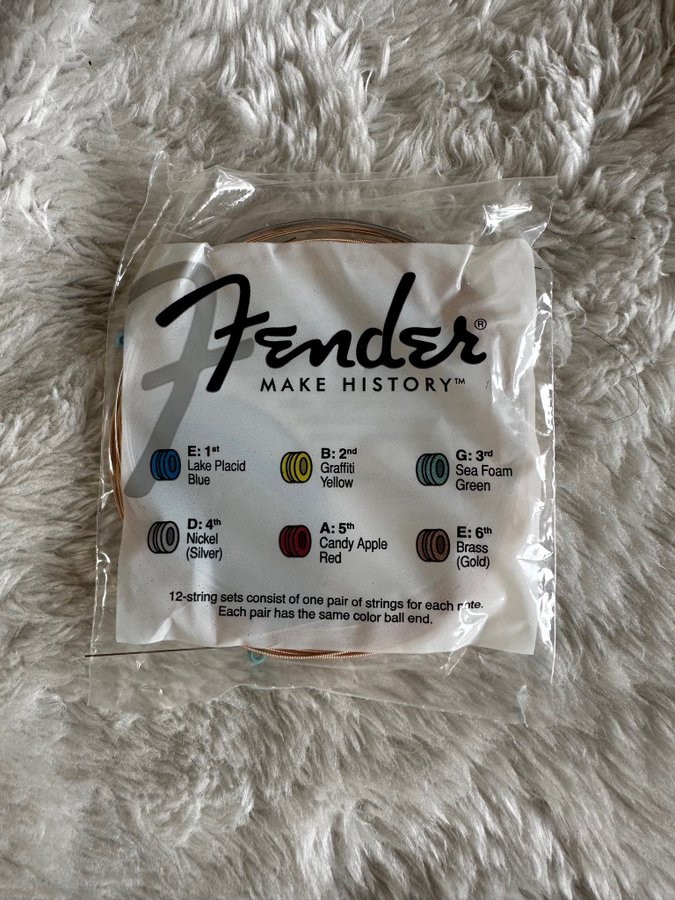 Fender®
MAKE HISTORY™
E: 1st
Lake Placid
Blue
B: 2nd
Graffiti
Yellow
G: 3rd
Sea Foam
Green
D: 4th
Nickel
(Silver)
A: 5th
Candy Apple
Red
E: 6th
Brass
(Gold)
12-string sets consist of one pair of strings for each note.
Each pair has the same color ball end.